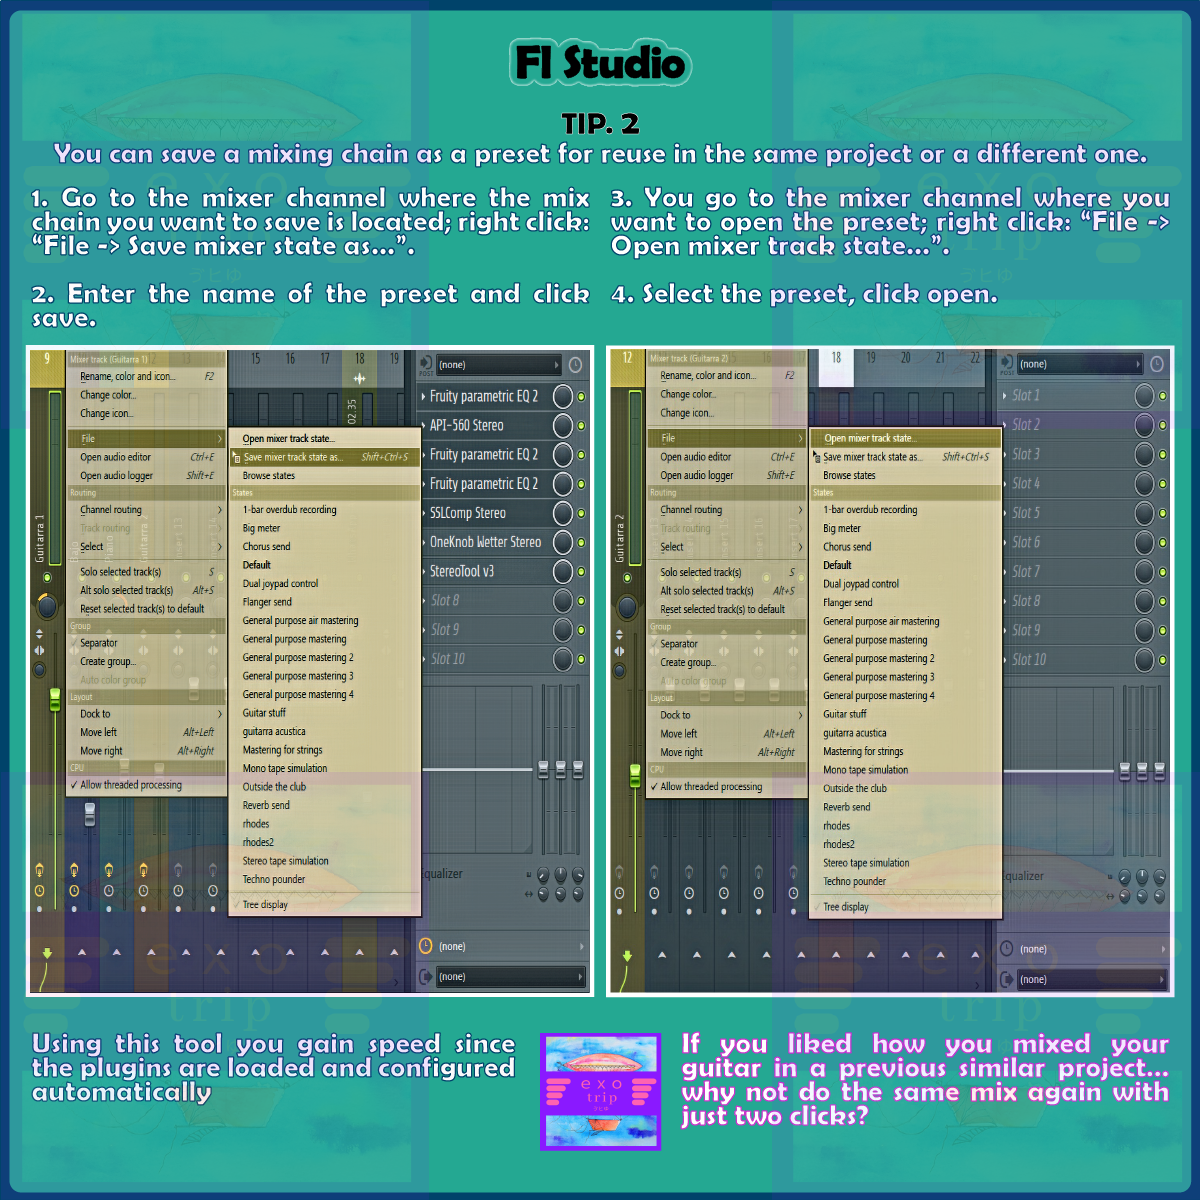 Fl Studio
TIP. 2
You can save a mixing chain as a preset for reuse in the same project or a different one.
1. Go to the mixer channel where the mix
chain you want to save is located; right click:
“File -> Save mixer state as...”.
2. Enter the name of the preset and click
save.
3. You go to the mixer channel where you
want to open the preset; right click: “File ->
Open mixer track state...”.
4. Select the preset, click open.
9
Mixer track (Guitarra 1)
Rename, color and icon... F2
Change color...
Change icon...
File
Open audio editor Ctrl+E
Open audio logger Shift+E
Routing
Channel routing
Track routing
Select
Solo selected track(s) S
Alt solo selected track(s) Alt+S
Reset selected track(s) to default
Group
Separator
Create group...
Auto color group
Layout
Dock to
Move left Alt+Left
Move right Alt+Right
CPU
Allow threaded processing
Guitarra 1
15 16 17 18 19
Open mixer track state...
Save mixer track state as... Shift+Ctrl+S
Browse states
States
1-bar overdub recording
Big meter
Chorus send
Default
Dual joypad control
Flanger send
General purpose air mastering
General purpose mastering
General purpose mastering 2
General purpose mastering 3
General purpose mastering 4
Guitar stuff
guitarra acustica
Mastering for strings
Mono tape simulation
Outside the club
Reverb send
rhodes
rhodes2
Stereo tape simulation
Techno pounder
Tree display
POST
(none)
Fruity parametric EQ 2
API-560 Stereo
Fruity parametric EQ 2
Fruity parametric EQ 2
SSLComp Stereo
OneKnob Wetter Stereo
StereoTool v3
Slot 8
Slot 9
Slot 10
Equalizer
(none)
(none)
12
Mixer track (Guitarra 2)
Rename, color and icon... F2
Change color...
Change icon...
File
Open audio editor Ctrl+E
Open audio logger Shift+E
Routing
Channel routing
Track routing
Select
Solo selected track(s) S
Alt solo selected track(s) Alt+S
Reset selected track(s) to default
Group
Separator
Create group...
Auto color group
Layout
Dock to
Move left Alt+Left
Move right Alt+Right
CPU
Allow threaded processing
Guitarra 2
18 19 20 21 22
Open mixer track state...
Save mixer track state as... Shift+Ctrl+S
Browse states
States
1-bar overdub recording
Big meter
Chorus send
Default
Dual joypad control
Flanger send
General purpose air mastering
General purpose mastering
General purpose mastering 2
General purpose mastering 3
General purpose mastering 4
Guitar stuff
guitarra acustica
Mastering for strings
Mono tape simulation
Outside the club
Reverb send
rhodes
rhodes2
Stereo tape simulation
Techno pounder
Tree display
POST
(none)
Slot 1
Slot 2
Slot 3
Slot 4
Slot 5
Slot 6
Slot 7
Slot 8
Slot 9
Slot 10
Equalizer
(none)
(none)
Using this tool you gain speed since
the plugins are loaded and configured
automatically
exo
trip
If you liked how you mixed your
guitar in a previous similar project...
why not do the same mix again with
just two clicks?